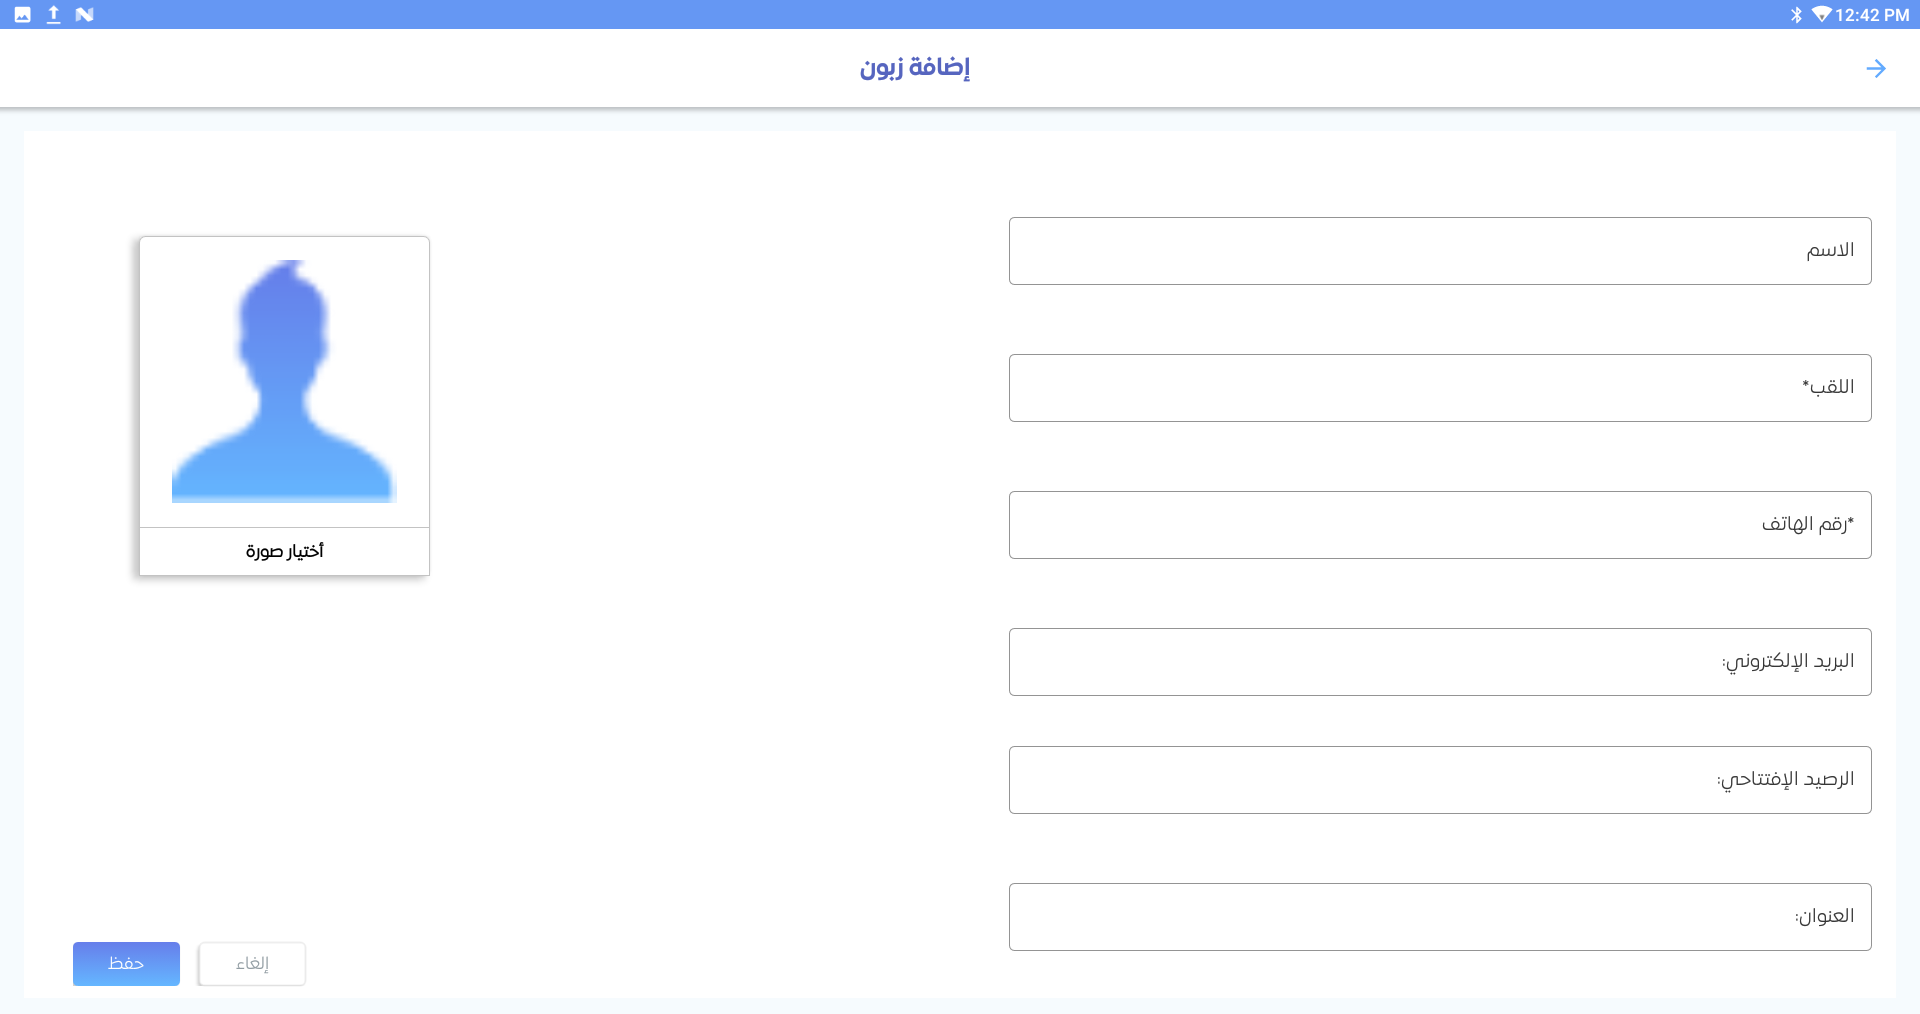 12:42 PM
إضافة زبون
الاسم
اللقب*
*رقم الهاتف
البريد الإلكتروني:
الرصيد الإفتتاحي:
العنوان:
أختيار صورة
إلغاء
حفظ